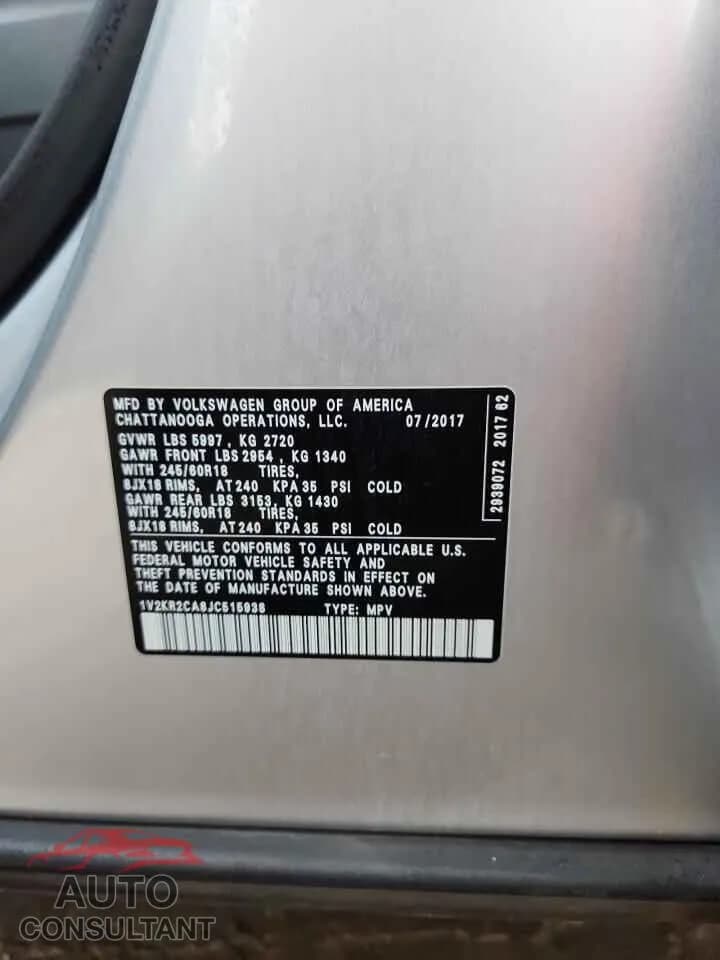 MFD BY VOLKSWAGEN GROUP OF AMERICA
CHATTANOOGA OPERATIONS, LLC. 07/2017
GVWR LBS 5997, KG 2720
GAWR FRONT LBS 2954, KG 1340
WITH 245/60R18 TIRES,
8JX18 RIMS, AT 240 KPA 35 PSI COLD
GAWR REAR LBS 3153, KG 1430
WITH 245/60R18 TIRES,
8JX18 RIMS, AT 240 KPA 35 PSI COLD
2939072 2017 62
THIS VEHICLE CONFORMS TO ALL APPLICABLE U.S.
FEDERAL MOTOR VEHICLE SAFETY AND
THEFT PREVENTION STANDARDS IN EFFECT ON
THE DATE OF MANUFACTURE SHOWN ABOVE.
TYPE: MPV
AUTO
CONSULTANT